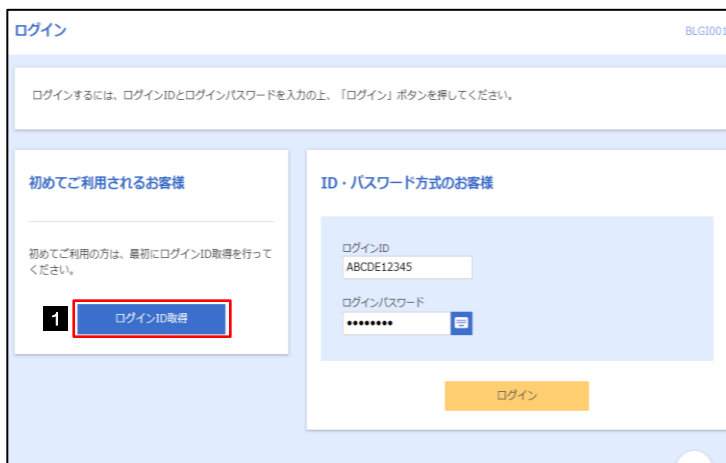 ログイン
BLGI001
ログインするには、ログインIDとログインパスワードを入力の上、「ログイン」ボタンを押してください。
初めてご利用されるお客様
初めてご利用の方は、最初にログインID取得を行って
ください。
1
ログインID取得
ID・パスワード方式のお客様
ログインID
ABCDE12345
ログインパスワード
••••••••
ログイン